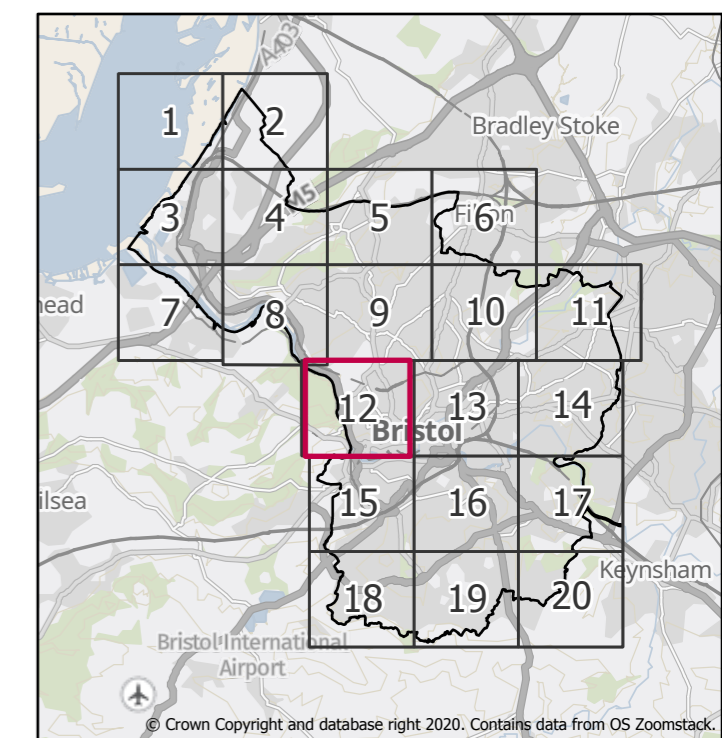 A403
1
2
Bradley Stoke
M5
3
4
5
Filton
6
head
7
8
9
10
11
12
13
14
Bristol
ilsea
15
16
17
Keynsham
18
19
20
Bristol International
Airport
© Crown Copyright and database right 2020. Contains data from OS Zoomstack.